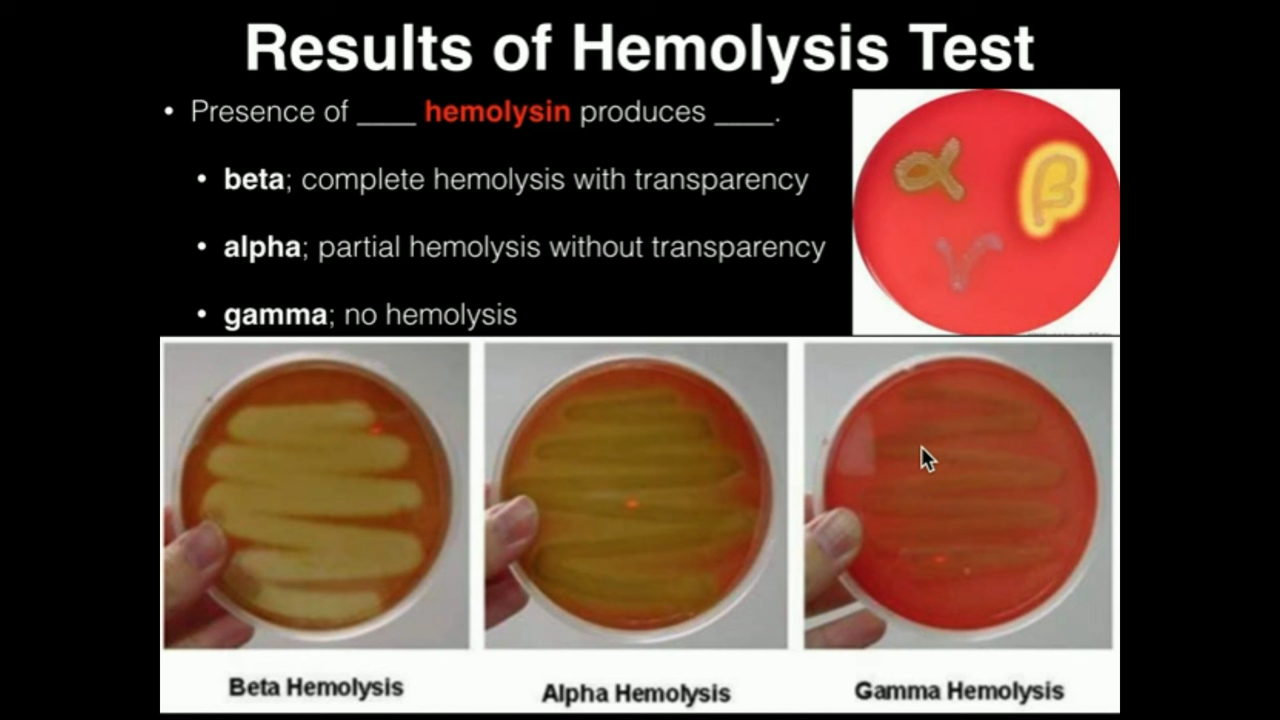 Results of Hemolysis Test
• Presence of ____ hemolysin produces ____.
• beta; complete hemolysis with transparency
• alpha; partial hemolysis without transparency
• gamma; no hemolysis
α
β
γ
Beta Hemolysis
Alpha Hemolysis
Gamma Hemolysis